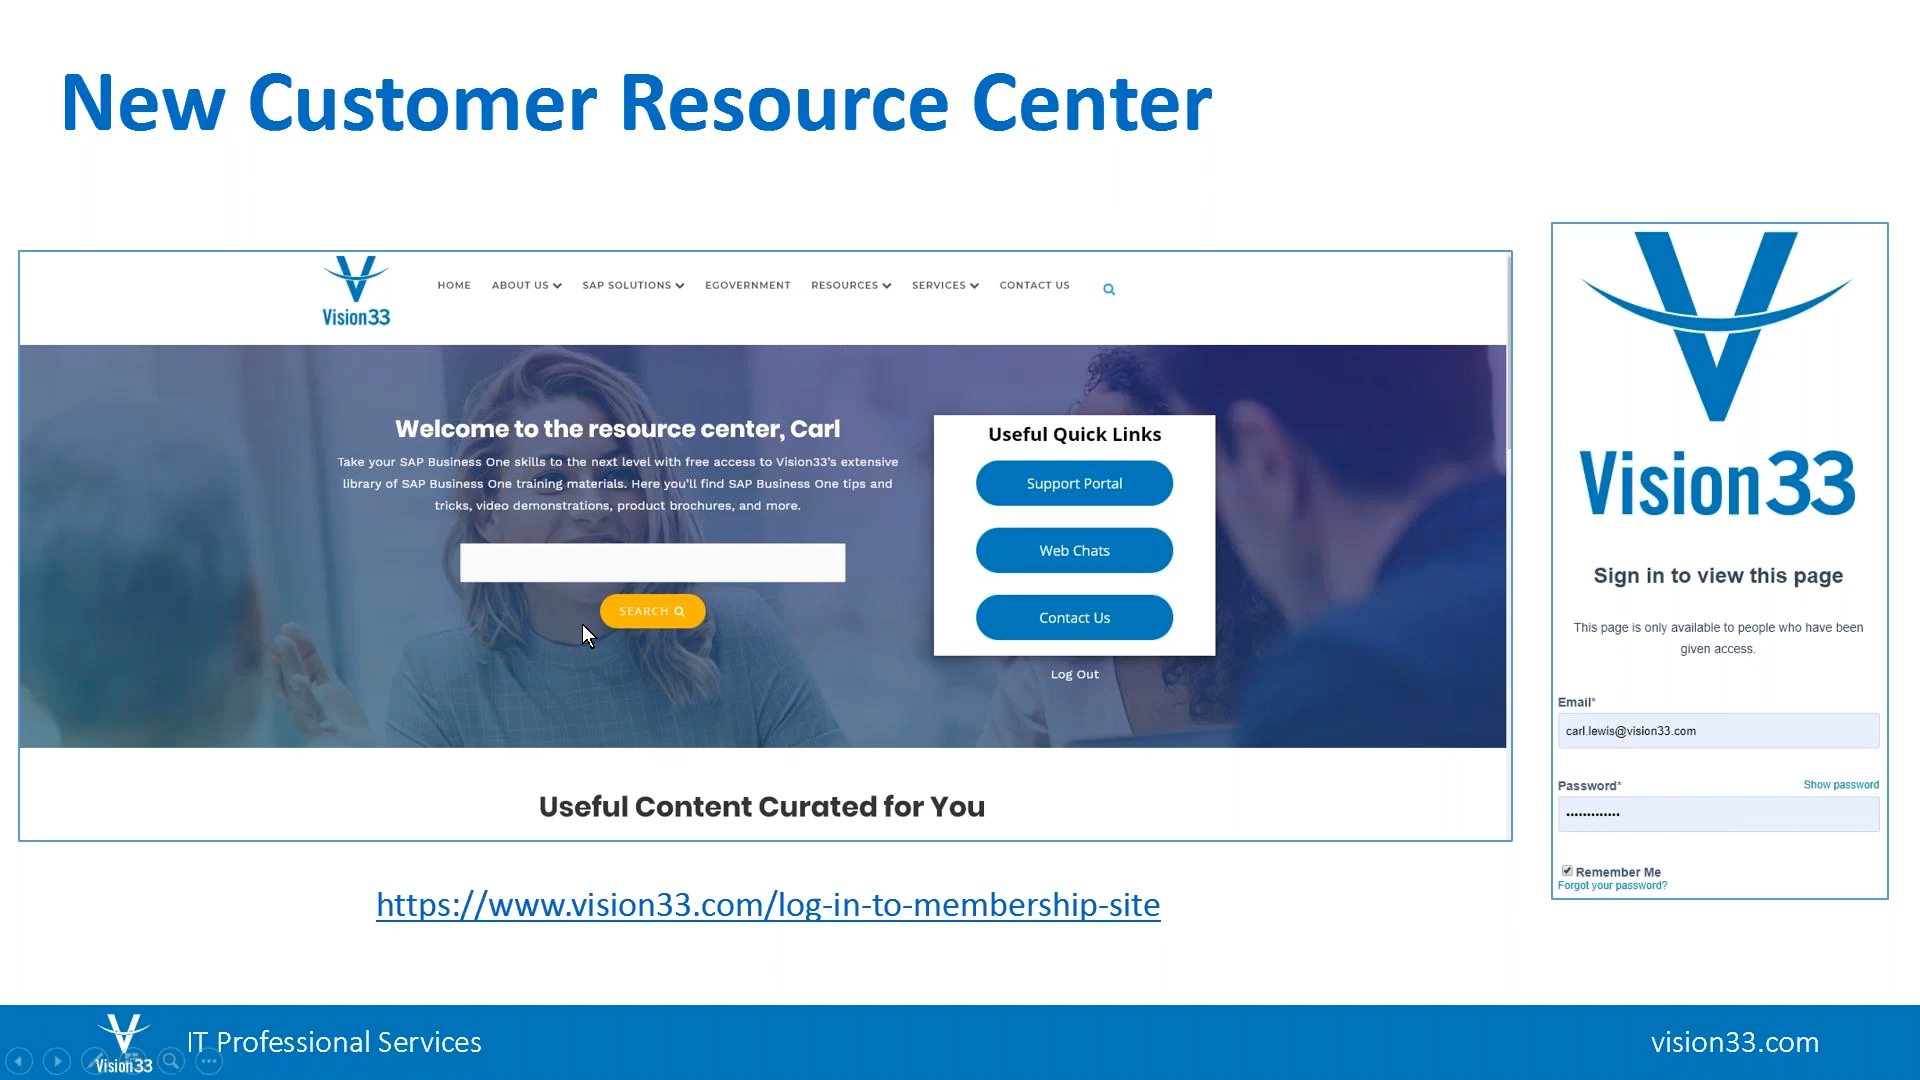 New Customer Resource Center
Vision33
HOME ABOUT US SAP SOLUTIONS EGOVERNMENT RESOURCES SERVICES CONTACT US
Welcome to the resource center, Carl
Take your SAP Business One skills to the next level with free access to Vision33's extensive
library of SAP Business One training materials. Here you'll find SAP Business One tips and
tricks, video demonstrations, product brochures, and more.
SEARCH
Useful Quick Links
Support Portal
Web Chats
Contact Us
Log Out
Useful Content Curated for You
Vision33
Sign in to view this page
This page is only available to people who have been
given access.
Email*
carl.lewis@vision33.com
Password*
Show password
•••••••••••••
Remember Me
Forgot your password?
https://www.vision33.com/log-in-to-membership-site
Vision33
IT Professional Services
vision33.com